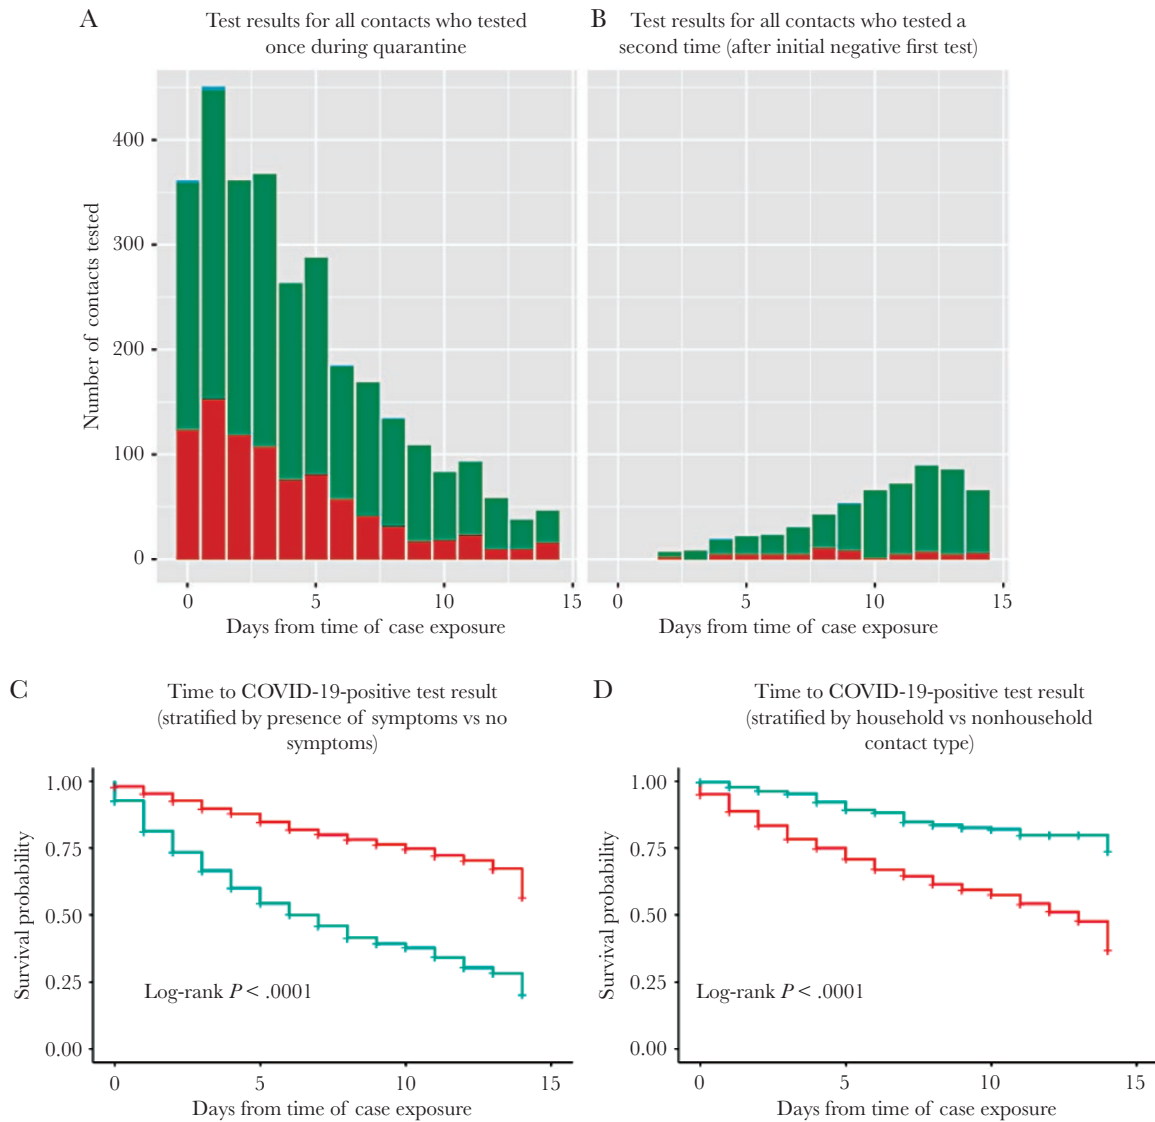 A
Test results for all contacts who tested
once during quarantine
B
Test results for all contacts who tested a
second time (after initial negative first test)
Number of contacts tested
400
300
200
100
0
0 5 10 15
Days from time of case exposure
0 5 10 15
Days from time of case exposure
C
Time to COVID-19-positive test result
(stratified by presence of symptoms vs no
symptoms)
Survival probability
1.00
0.75
0.50
0.25
0.00
Log-rank P < .0001
0 5 10 15
Days from time of case exposure
D
Time to COVID-19-positive test result
(stratified by household vs nonhousehold
contact type)
Survival probability
1.00
0.75
0.50
0.25
0.00
Log-rank P < .0001
0 5 10 15
Days from time of case exposure